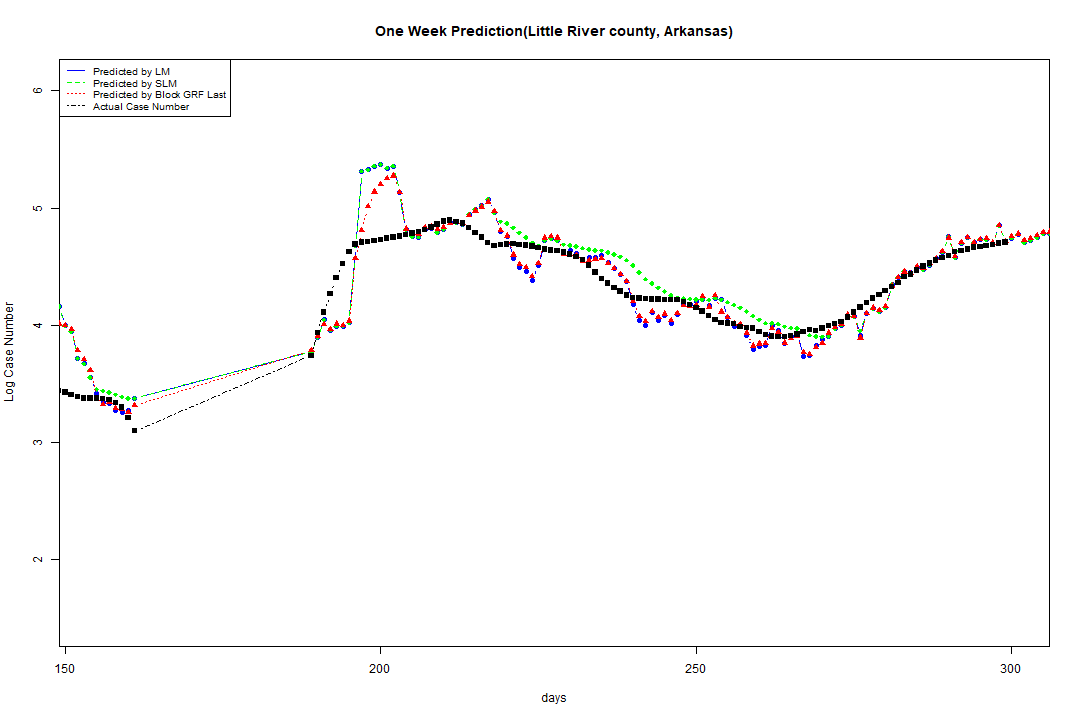 One Week Prediction(Little River county, Arkansas)
Predicted by LM
Predicted by SLM
Predicted by Block GRF Last
Actual Case Number
6
5
4
3
2
Log Case Number
150 200 250 300
days